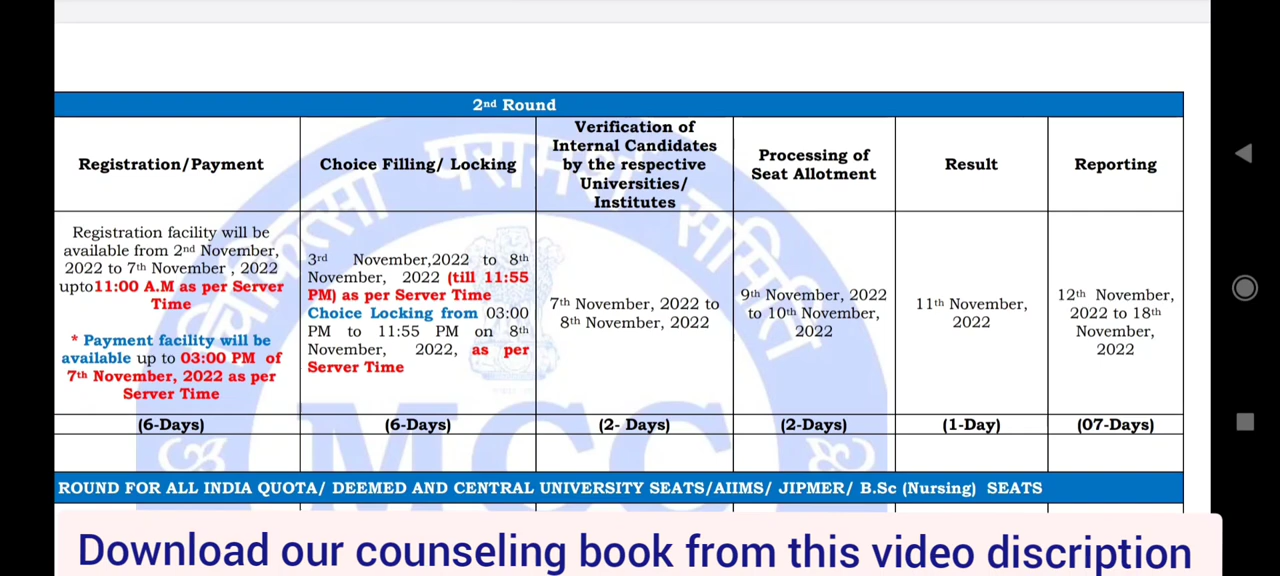 2nd Round
Registration/Payment
Choice Filling/ Locking
Verification of
Internal Candidates
by the respective
Universities/
Institutes
Processing of
Seat Allotment
Result
Reporting
Registration facility will be
available from 2nd November,
2022 to 7th November , 2022
upto11:00 A.M as per Server
Time
* Payment facility will be
available up to 03:00 PM of
7th November, 2022 as per
Server Time
3rd November,2022 to 8th
November, 2022 (till 11:55
PM) as per Server Time
Choice Locking from 03:00
PM to 11:55 PM on 8th
November, 2022, as per
Server Time
7th November, 2022 to
8th November, 2022
9th November, 2022
to 10th November,
2022
11th November,
2022
12th November,
2022 to 18th
November,
2022
(6-Days)
(6-Days)
(2- Days)
(2-Days)
(1-Day)
(07-Days)
MCC
ROUND FOR ALL INDIA QUOTA/ DEEMED AND CENTRAL UNIVERSITY SEATS/AIIMS/ JIPMER/ B.Sc (Nursing) SEATS
Download our counseling book from this video discription